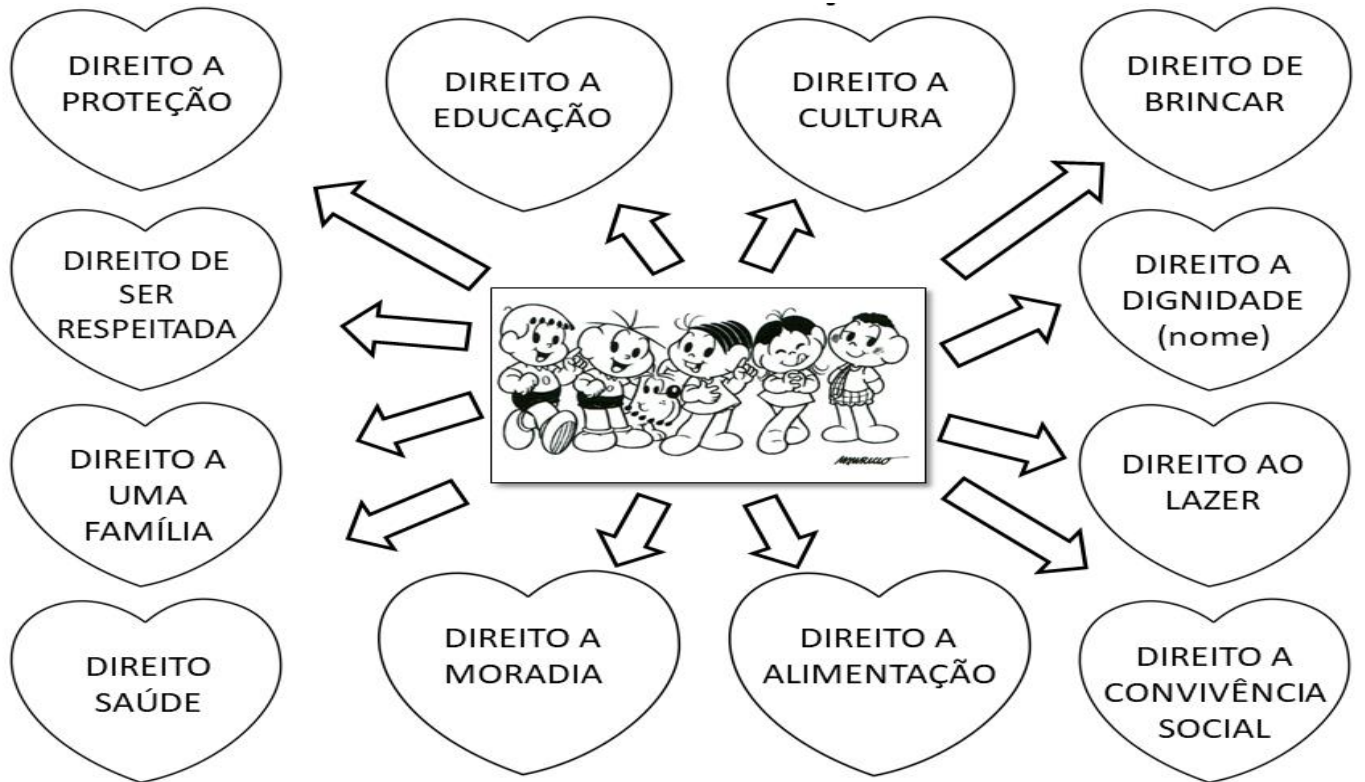 DIREITO A
PROTEÇÃO
DIREITO A
EDUCAÇÃO
DIREITO A
CULTURA
DIREITO DE
BRINCAR
DIREITO DE
SER
RESPEITADA
DIREITO A
DIGNIDADE
(nome)
DIREITO A
UMA
FAMÍLIA
MAURICIO
DIREITO AO
LAZER
DIREITO
SAÚDE
DIREITO A
MORADIA
DIREITO A
ALIMENTAÇÃO
DIREITO A
CONVIVÊNCIA
SOCIAL